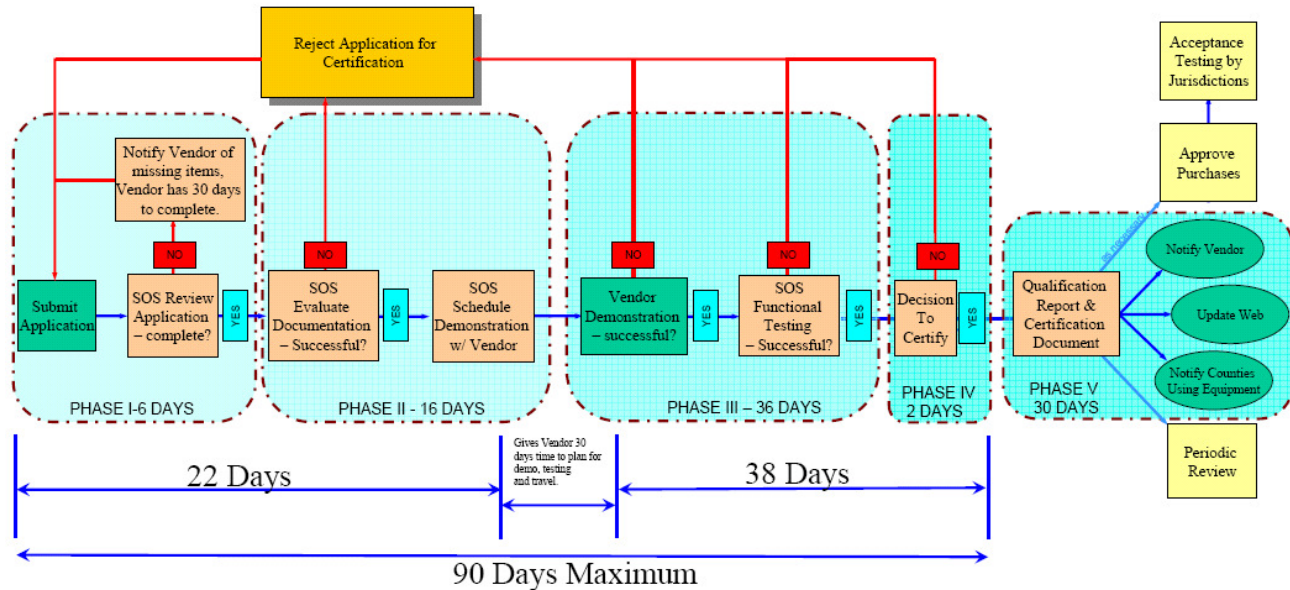 Reject Application for
Certification
Acceptance
Testing by
Jurisdictions
Notify Vendor of
missing items,
Vendor has 30 days
to complete.
Approve
Purchases
as necessary
NO
NO
NO
NO
NO
Submit
Application
SOS Review
Application
– complete?
YES
SOS
Evaluate
Documentation
– Successful?
YES
SOS
Schedule
Demonstration
w/ Vendor
Vendor
Demonstration
– successful?
YES
SOS
Functional
Testing
– Successful?
YES
Decision
To
Certify
YES
Qualification
Report &
Certification
Document
Notify Vendor
Update Web
Notify Counties
Using Equipment
PHASE I-6 DAYS
PHASE II - 16 DAYS
PHASE III – 36 DAYS
PHASE IV
2 DAYS
PHASE V
30 DAYS
Periodic
Review
22 Days
Gives Vendor 30
days time to plan for
demo, testing
and travel.
38 Days
90 Days Maximum